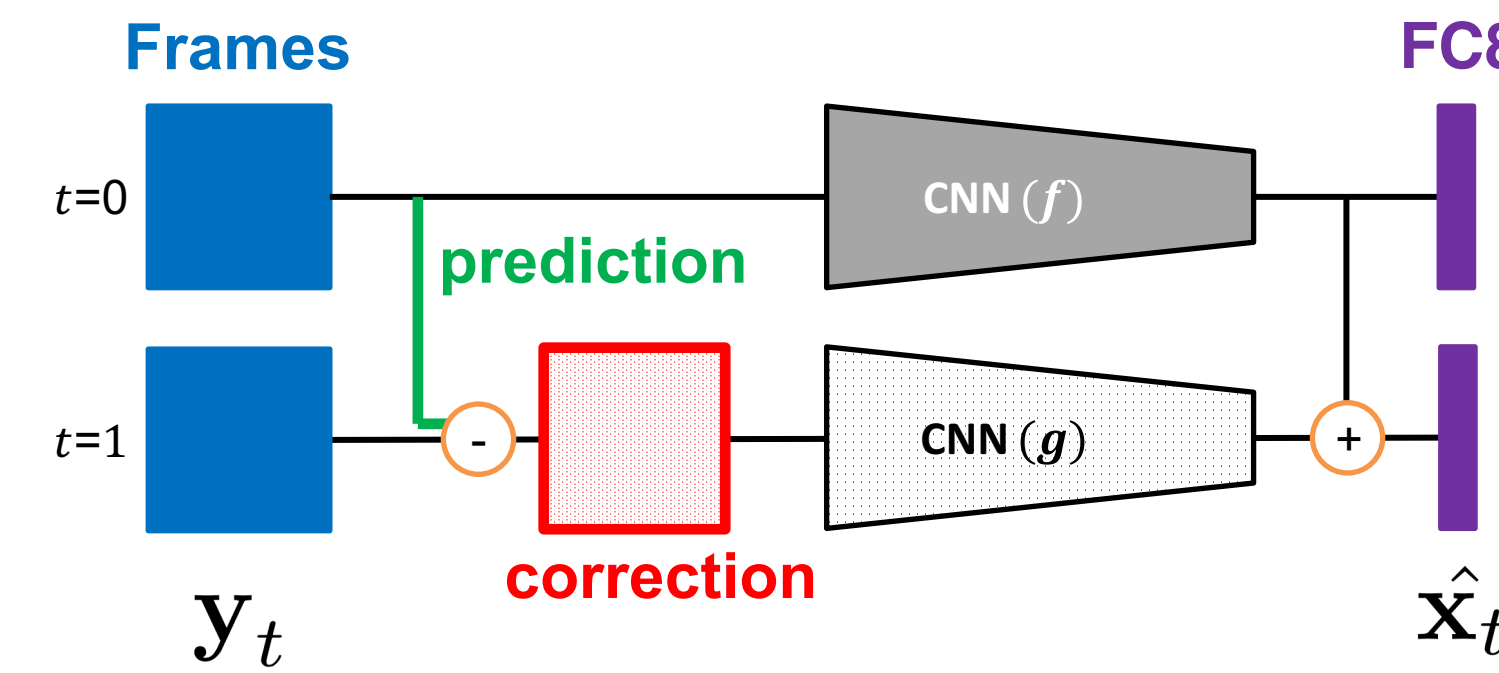 Frames
FC8
t=0
CNN (f)
prediction
t=1
-
CNN (g)
+
correction
y_t
x̂_t